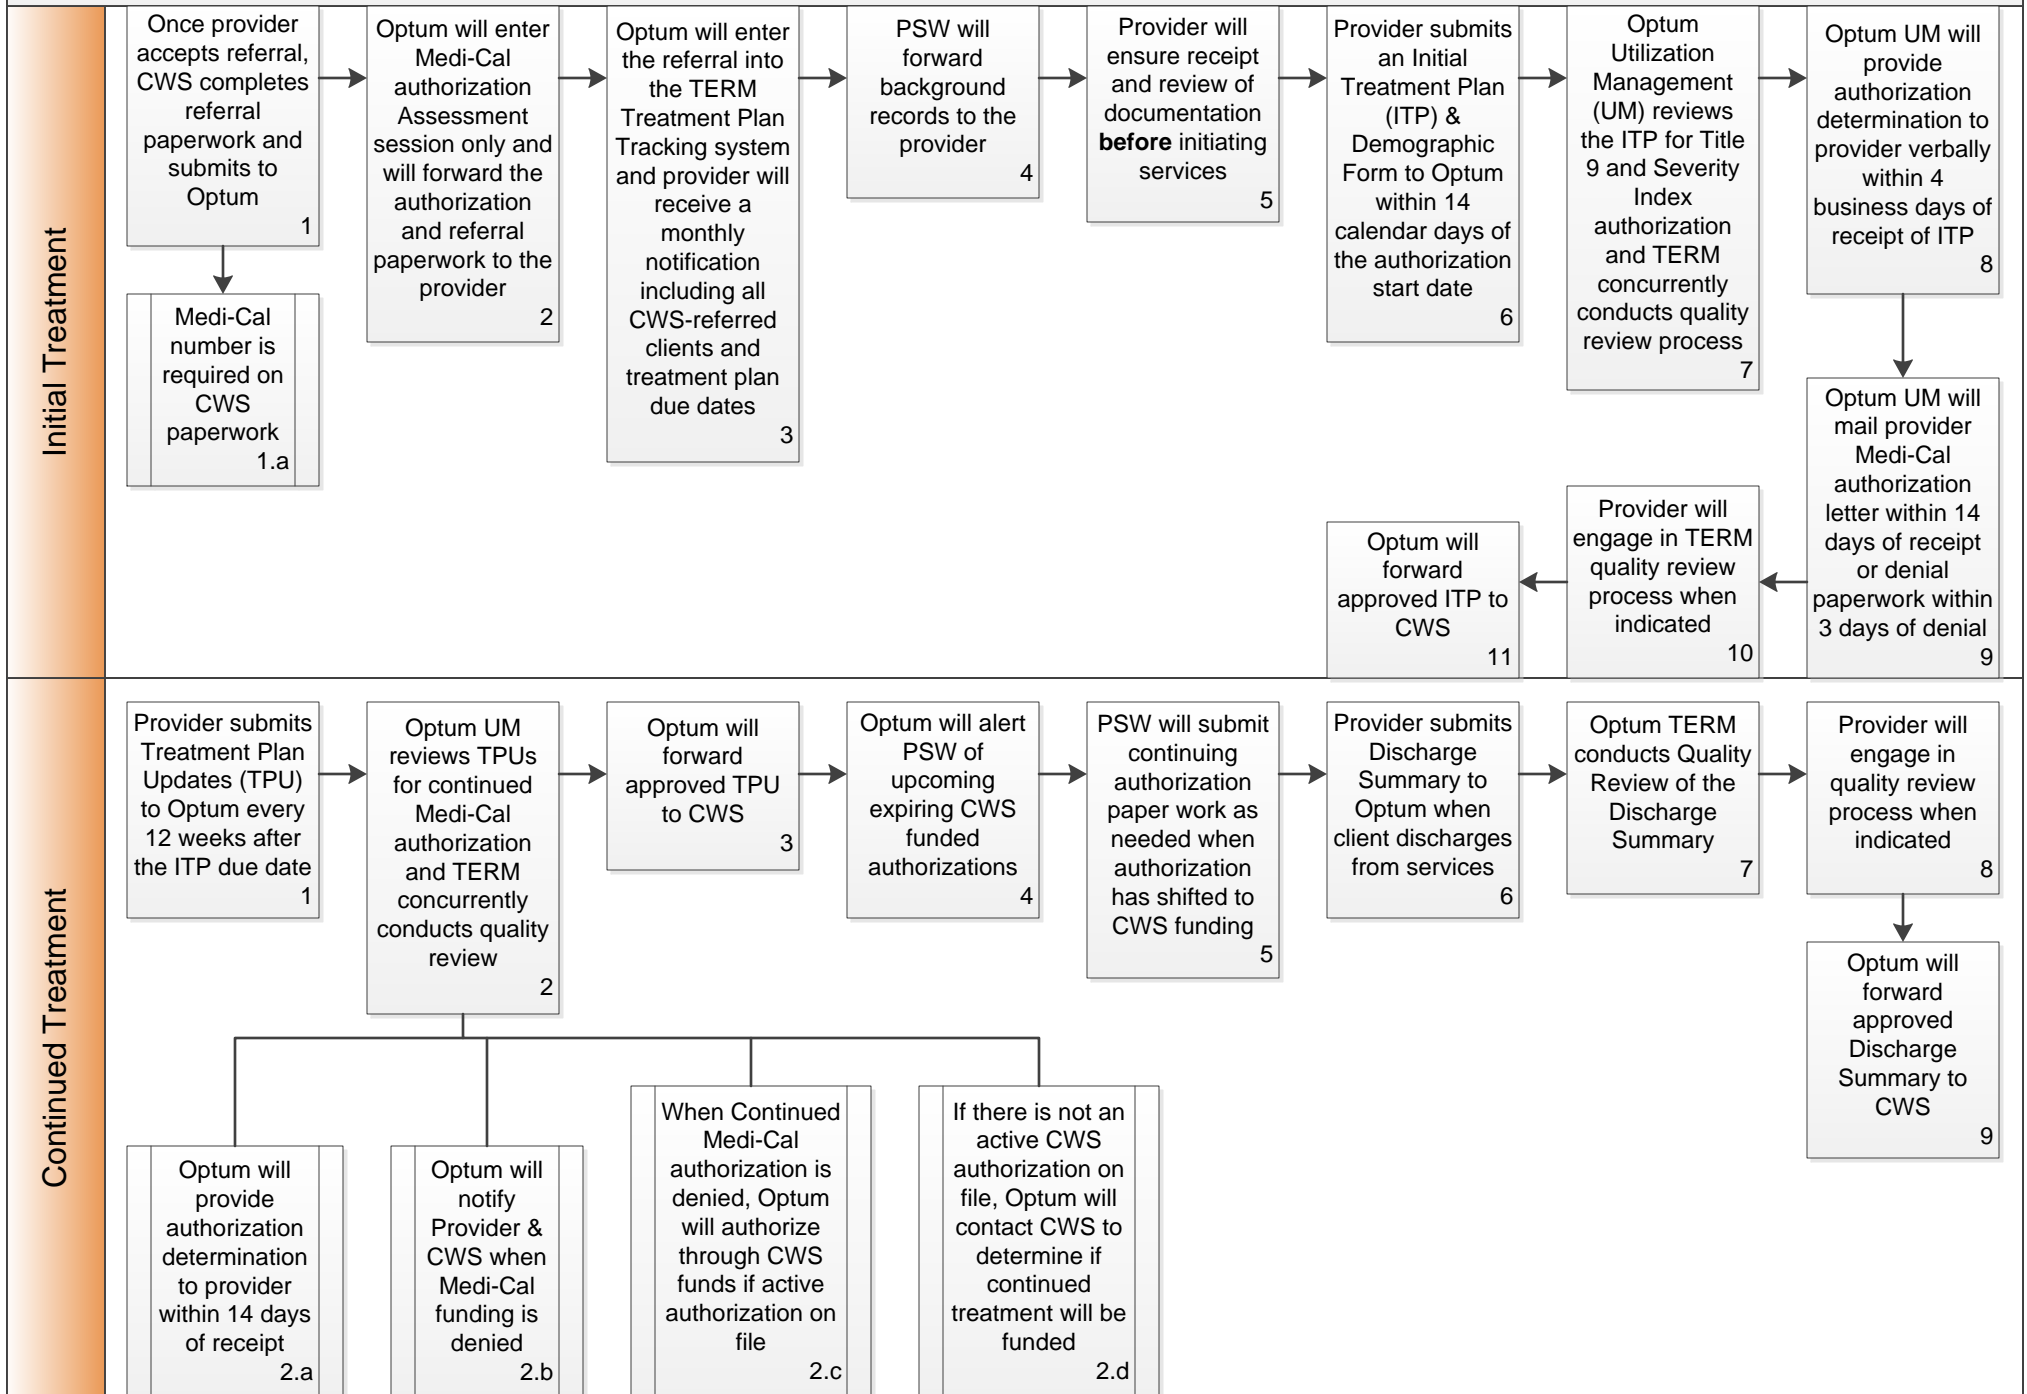 Initial Treatment
Once provider
accepts referral,
CWS completes
referral
paperwork and
submits to
Optum
1
Medi-Cal
number is
required on
CWS
paperwork
1.a
Optum will enter
Medi-Cal
authorization
Assessment
session only and
will forward the
authorization
and referral
paperwork to the
provider
2
Optum will enter
the referral into
the TERM
Treatment Plan
Tracking system
and provider will
receive a
monthly
notification
including all
CWS-referred
clients and
treatment plan
due dates
3
PSW will
forward
background
records to the
provider
4
Provider will
ensure receipt
and review of
documentation
before initiating
services
5
Provider submits
an Initial
Treatment Plan
(ITP) &
Demographic
Form to Optum
within 14
calendar days of
the authorization
start date
6
Optum
Utilization
Management
(UM) reviews
the ITP for Title
9 and Severity
Index
authorization
and TERM
concurrently
conducts quality
review process
7
Optum UM will
provide
authorization
determination to
provider verbally
within 4
business days of
receipt of ITP
8
Optum UM will
mail provider
Medi-Cal
authorization
letter within 14
days of receipt
or denial
paperwork within
3 days of denial
9
Provider will
engage in TERM
quality review
process when
indicated
10
Optum will
forward
approved ITP to
CWS
11
Continued Treatment
Provider submits
Treatment Plan
Updates (TPU)
to Optum every
12 weeks after
the ITP due date
1
Optum UM
reviews TPUs
for continued
Medi-Cal
authorization
and TERM
concurrently
conducts quality
review
2
Optum will
provide
authorization
determination
to provider
within 14 days
of receipt
2.a
Optum will
notify
Provider &
CWS when
Medi-Cal
funding is
denied
2.b
When Continued
Medi-Cal
authorization is
denied, Optum
will authorize
through CWS
funds if active
authorization on
file
2.c
If there is not an
active CWS
authorization on
file, Optum will
contact CWS to
determine if
continued
treatment will be
funded
2.d
Optum will
forward
approved TPU
to CWS
3
Optum will alert
PSW of
upcoming
expiring CWS
funded
authorizations
4
PSW will submit
continuing
authorization
paper work as
needed when
authorization
has shifted to
CWS funding
5
Provider submits
Discharge
Summary to
Optum when
client discharges
from services
6
Optum TERM
conducts Quality
Review of the
Discharge
Summary
7
Provider will
engage in
quality review
process when
indicated
8
Optum will
forward
approved
Discharge
Summary to
CWS
9